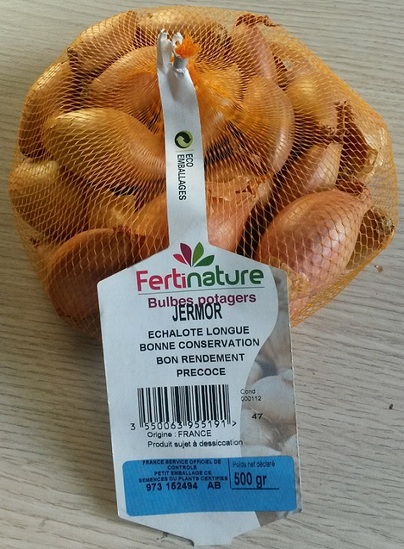 ECO
EMBALLAGES
Fertinature
Bulbes potagers
JERMOR
ECHALOTE LONGUE
BONNE CONSERVATION
BON RENDEMENT
PRECOCE
Cond
000112
47
3 550063 955191 >
Origine : FRANCE
Produit sujet à dessiccation
FRANCE SERVICE OFFICIEL DE
CONTROLE
PETIT EMBALLAGE CE
SEMENCES OU PLANTS CERTIFIES
973 152494 AB
Poids net déclaré
500 gr